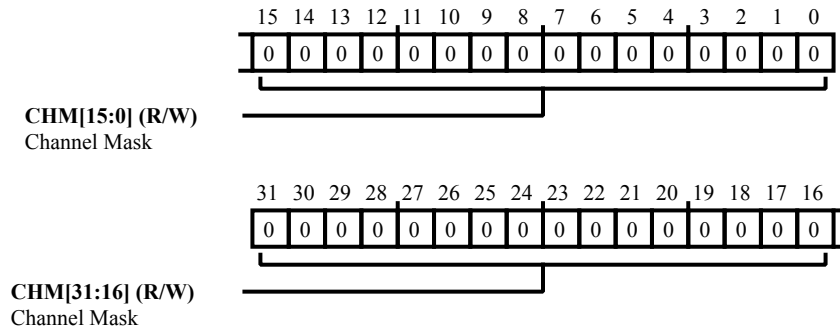 15 14 13 12 11 10 9 8 7 6 5 4 3 2 1 0
0 0 0 0 0 0 0 0 0 0 0 0 0 0 0 0
CHM[15:0] (R/W)
Channel Mask
31 30 29 28 27 26 25 24 23 22 21 20 19 18 17 16
0 0 0 0 0 0 0 0 0 0 0 0 0 0 0 0
CHM[31:16] (R/W)
Channel Mask